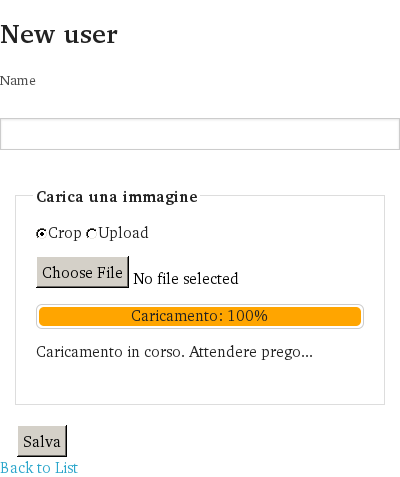 New user
Name
Carica una immagine
Crop Upload
Choose File No file selected
Caricamento: 100%
Caricamento in corso. Attendere prego...
Salva
Back to List